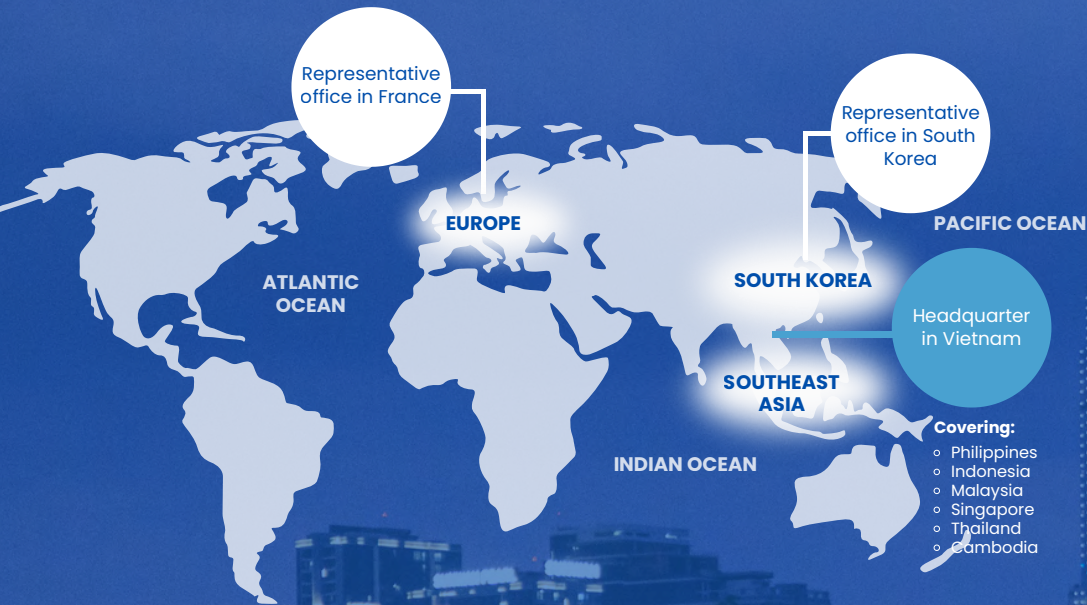 Representative
office in France
Representative
office in South
Korea
EUROPE
PACIFIC OCEAN
ATLANTIC
OCEAN
SOUTH KOREA
Headquarter
in Vietnam
SOUTHEAST
ASIA
Covering:
Philippines
Indonesia
Malaysia
Singapore
Thailand
Cambodia
INDIAN OCEAN